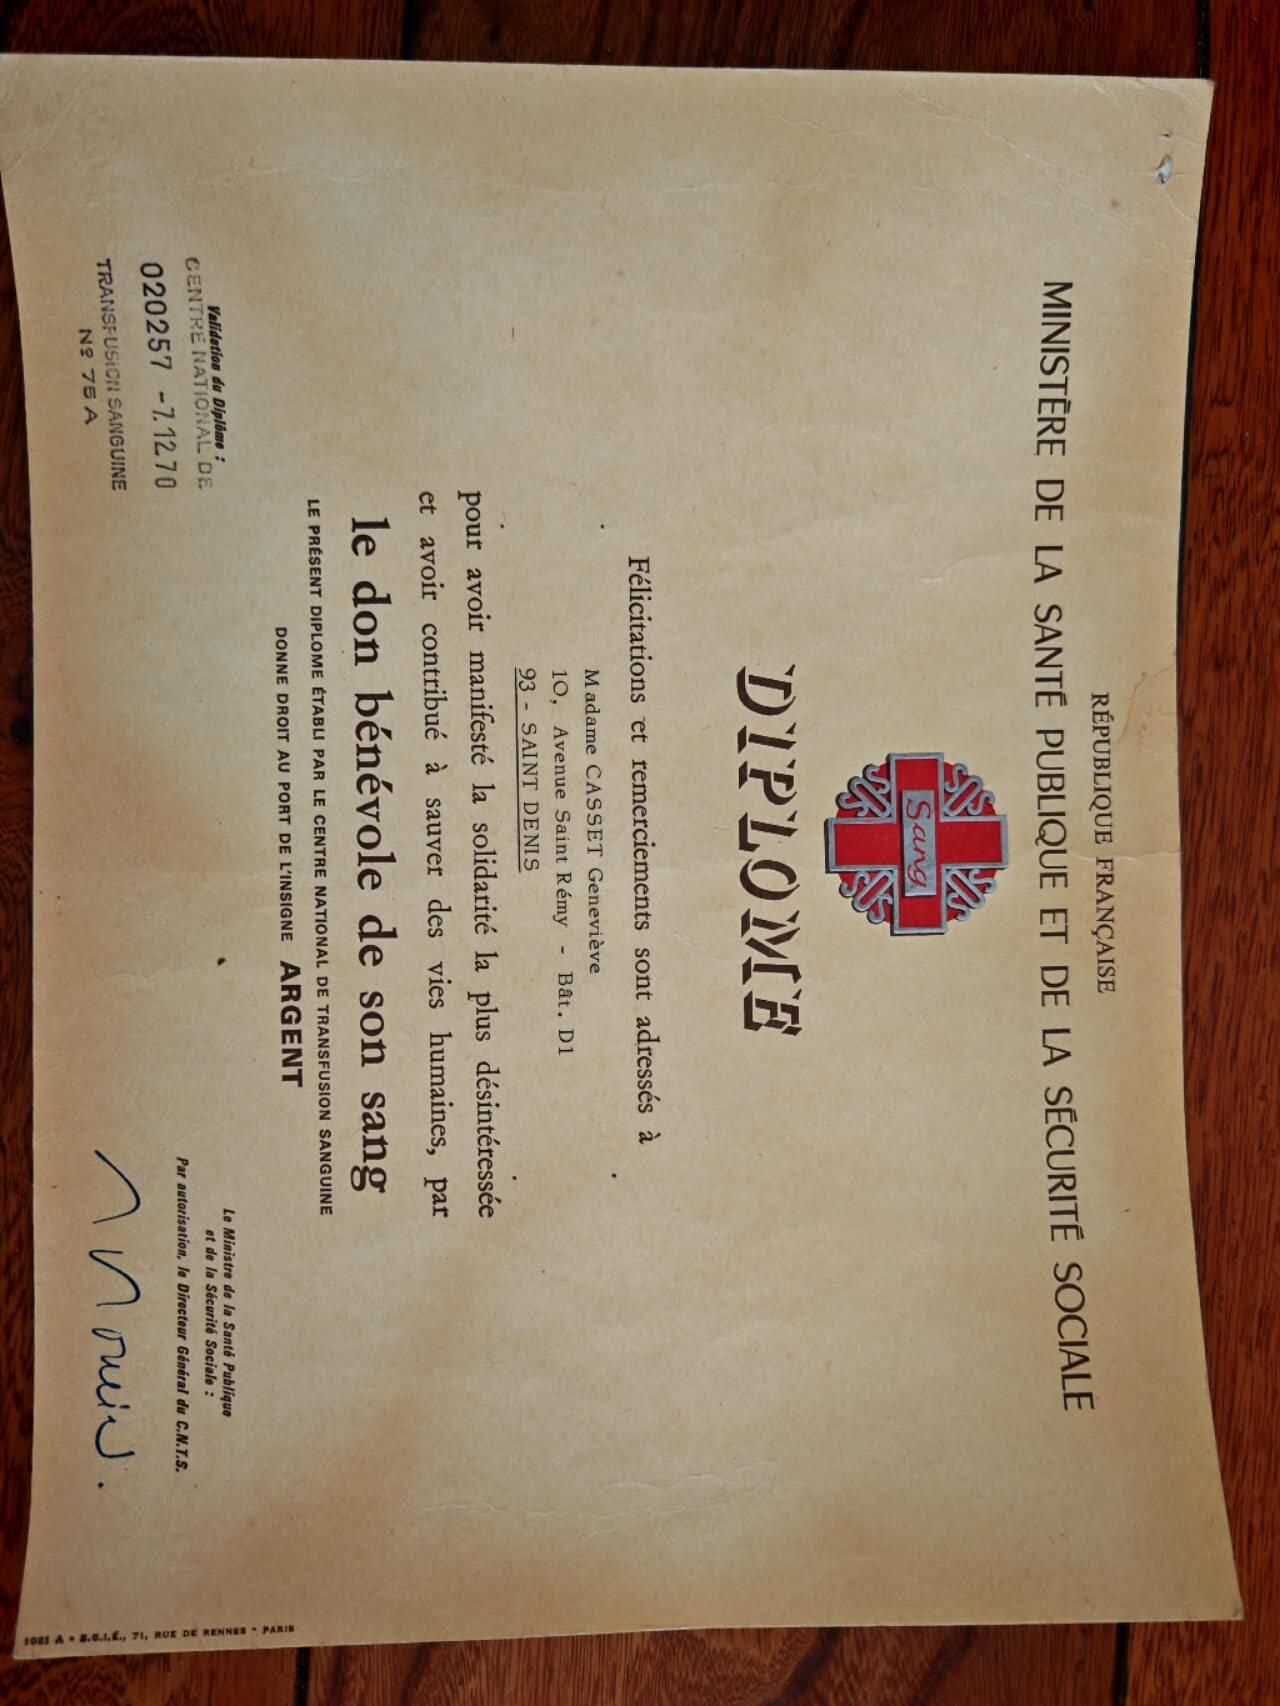 RÉPUBLIQUE FRANÇAISE
MINISTÈRE DE LA SANTÉ PUBLIQUE ET DE LA SÉCURITÉ SOCIALE
Sang
DIPLOME
Félicitations et remerciements sont adressés à
Madame CASSET Geneviève
10, Avenue Saint Rémy - Bât. D1
93 - SAINT DENIS
pour avoir manifesté la solidarité la plus désintéressée
et avoir contribué à sauver des vies humaines, par
le don bénévole de son sang
LE PRÉSENT DIPLOME ÉTABLI PAR LE CENTRE NATIONAL DE TRANSFUSION SANGUINE
DONNE DROIT AU PORT DE L'INSIGNE ARGENT
Validation du Diplôme :
CENTRE NATIONAL DE
020257 -7.12.70
TRANSFUSION SANGUINE
Nº 75 A
Le Ministre de la Santé Publique
et de la Sécurité Sociale :
Par autorisation, le Directeur Général du C.N.T.S.
1021 A • S.G.I.E., 71, RUE DE RENNES - PARIS